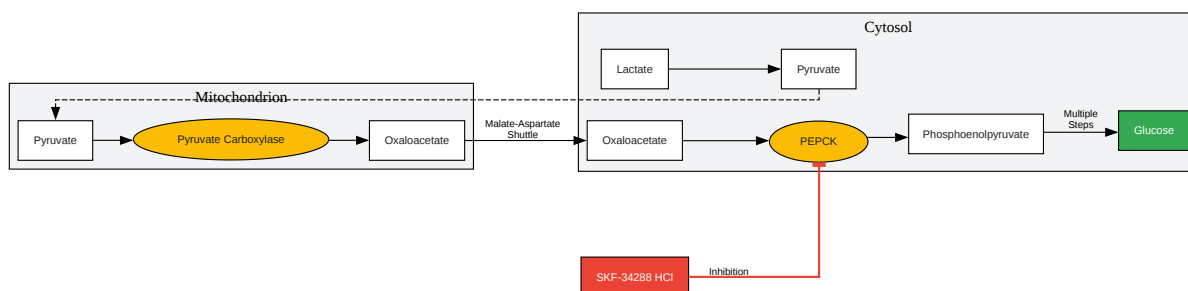 Cytosol
Lactate
Pyruvate
Mitochondrion
Pyruvate
Pyruvate Carboxylase
Oxaloacetate
Malate-Aspartate
Shuttle
Oxaloacetate
PEPCK
Phosphoenolpyruvate
Multiple
Steps
Glucose
SKF-34288 HCl
Inhibition